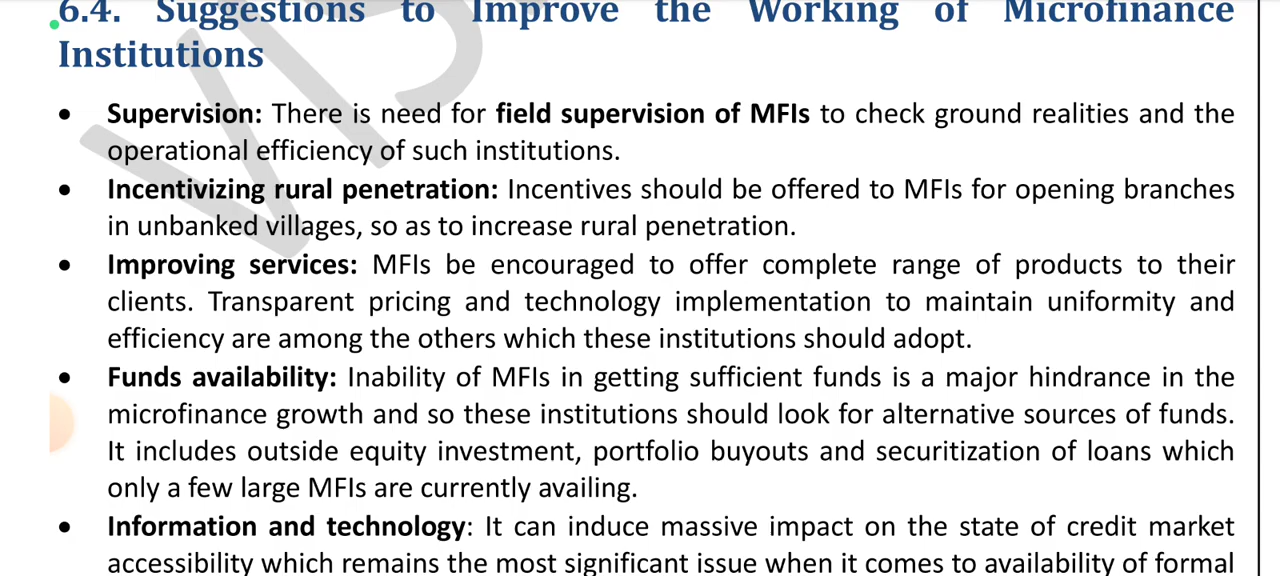 6.4. Suggestions to Improve the Working of Microfinance
Institutions
• Supervision: There is need for field supervision of MFIs to check ground realities and the
operational efficiency of such institutions.
• Incentivizing rural penetration: Incentives should be offered to MFIs for opening branches
in unbanked villages, so as to increase rural penetration.
• Improving services: MFIs be encouraged to offer complete range of products to their
clients. Transparent pricing and technology implementation to maintain uniformity and
efficiency are among the others which these institutions should adopt.
• Funds availability: Inability of MFIs in getting sufficient funds is a major hindrance in the
microfinance growth and so these institutions should look for alternative sources of funds.
It includes outside equity investment, portfolio buyouts and securitization of loans which
only a few large MFIs are currently availing.
• Information and technology: It can induce massive impact on the state of credit market
accessibility which remains the most significant issue when it comes to availability of formal